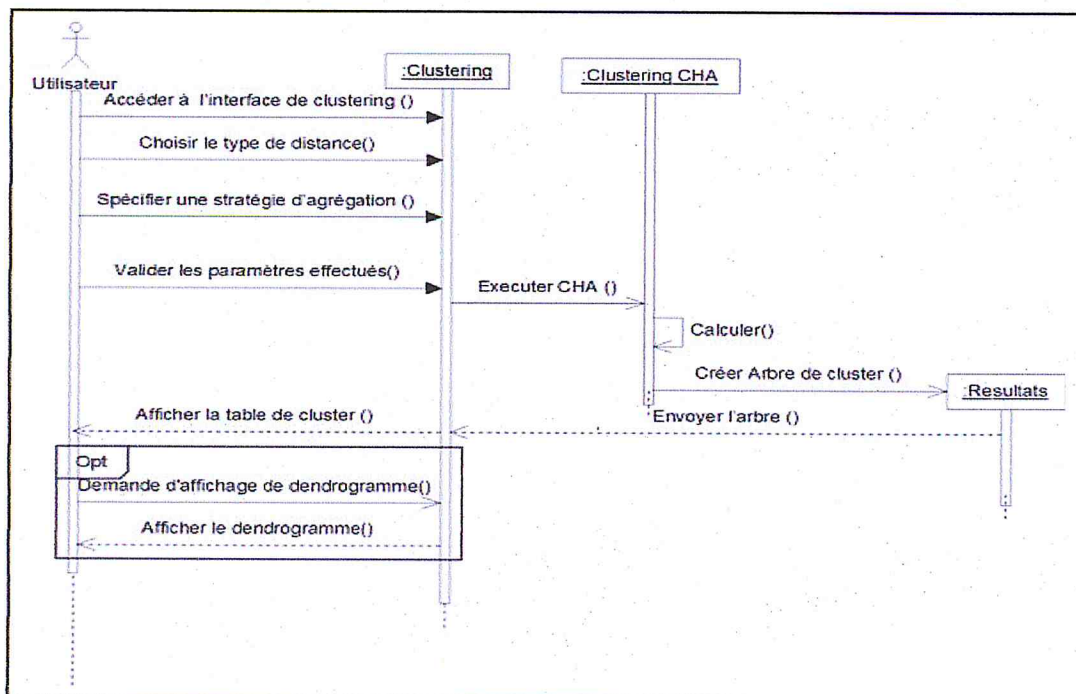 Utilisateur
:Clustering
:Clustering CHA
Accéder à l'interface de clustering ()
Choisir le type de distance()
Spécifier une stratégie d'agrégation ()
Valider les paramètres effectués()
Executer CHA ()
Calculer()
Créer Arbre de cluster ()
:Resultats
Afficher la table de cluster ()
Envoyer l'arbre ()
Opt
Demande d'affichage de dendrogramme()
Afficher le dendrogramme()